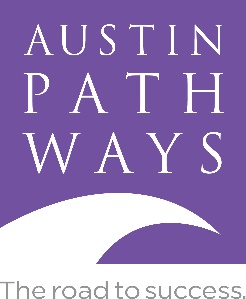 AUSTIN
PATH
WAYS
The road to success.